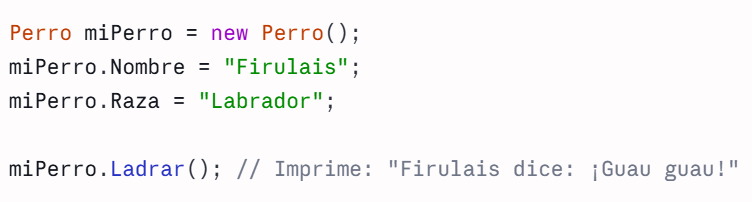 Perro miPerro = new Perro();
miPerro.Nombre = "Firulais";
miPerro.Raza = "Labrador";
miPerro.Ladrar(); // Imprime: "Firulais dice: ¡Guau guau!"